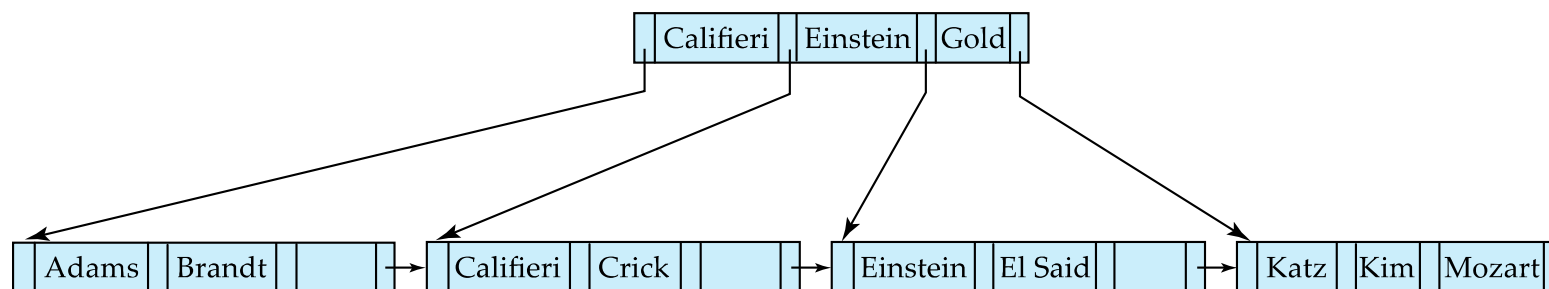 Califieri Einstein Gold
Adams Brandt Califieri Crick Einstein El Said Katz Kim Mozart